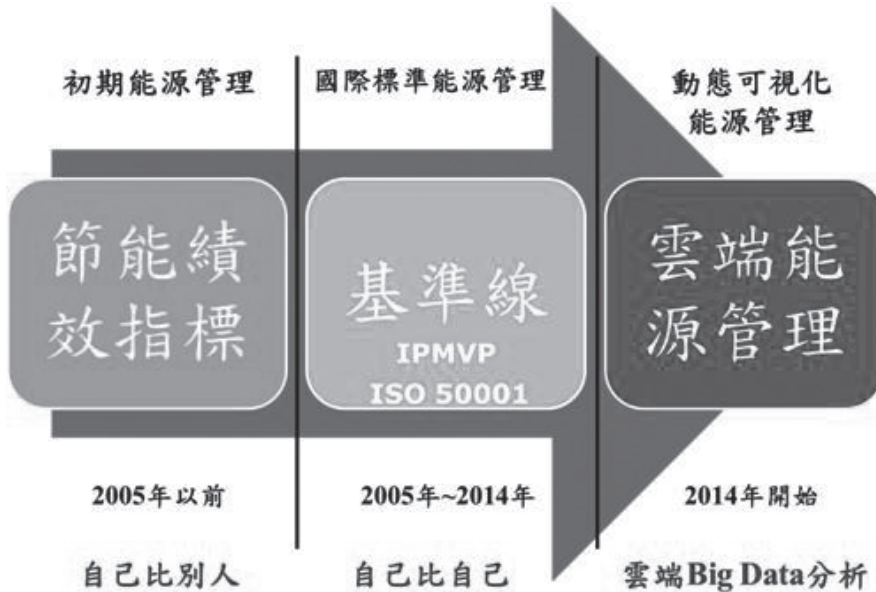 初期能源管理
國際標準能源管理
動態可視化
能源管理
節能績
效指標
基準線
IPMVP
ISO 50001
雲端能
源管理
2005年以前
2005年~2014年
2014年開始
自己比別人
自己比自己
雲端Big Data分析